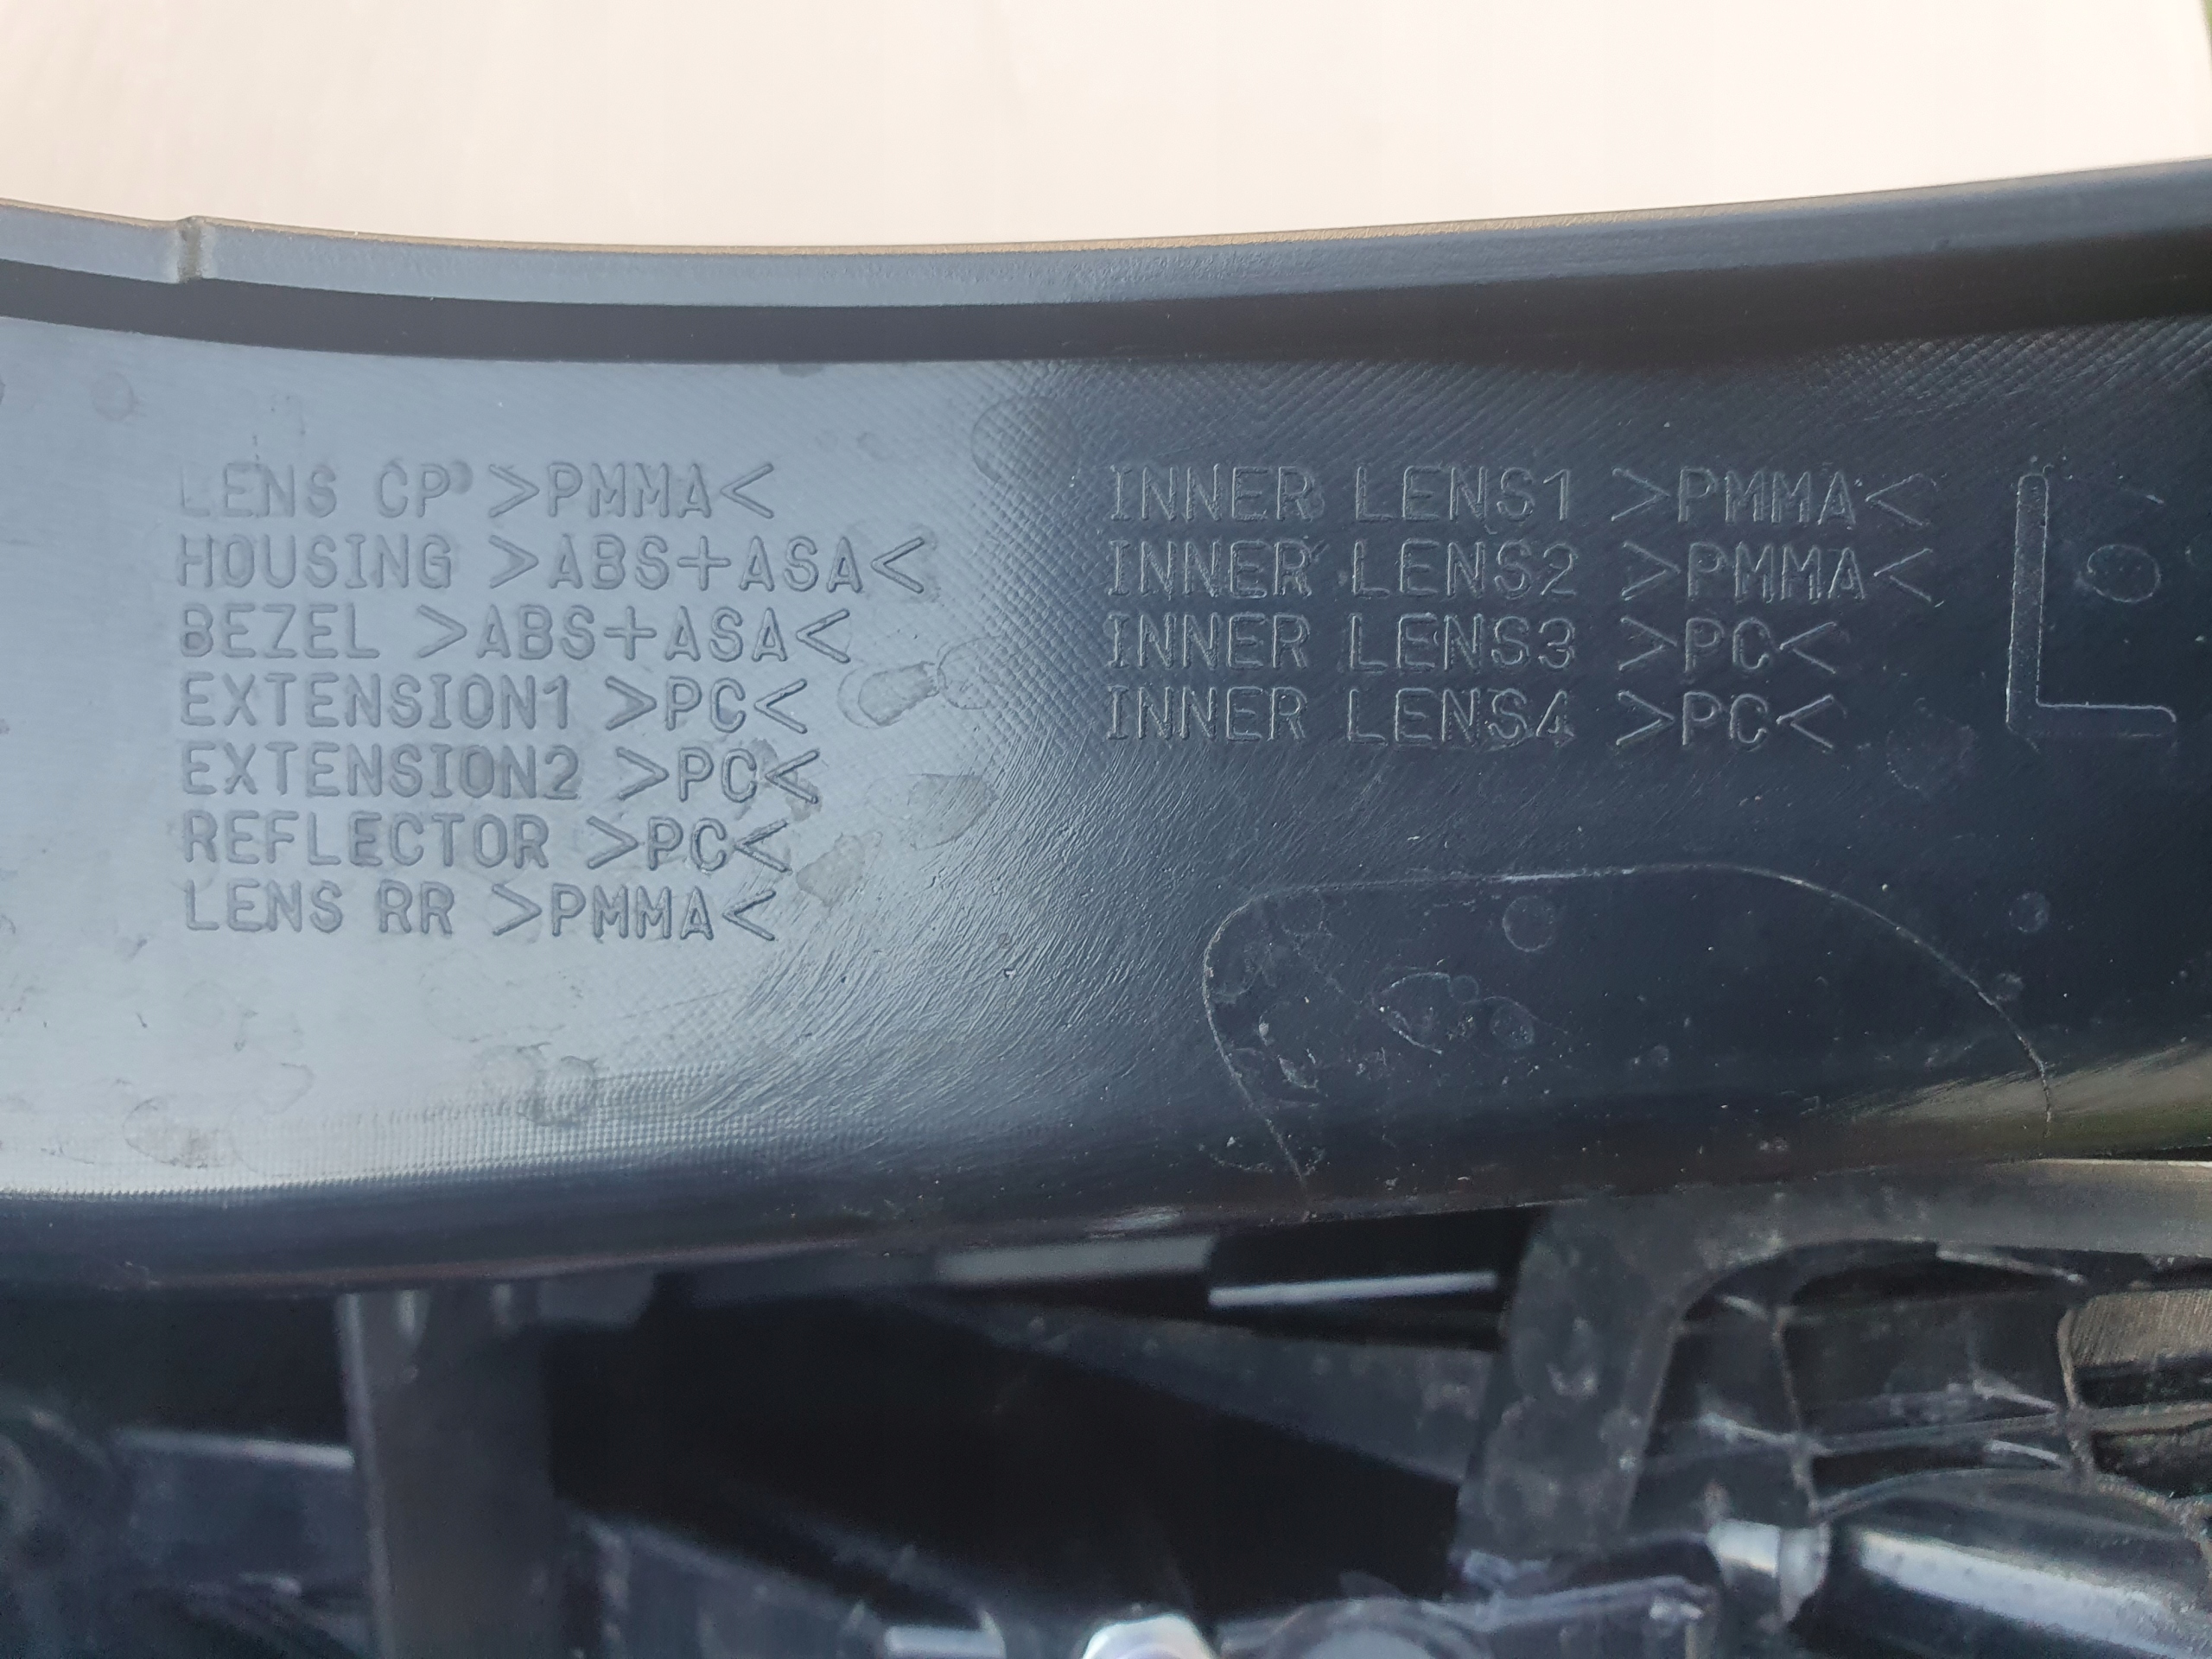 LENS CP >PMMA<
HOUSING >ABS+ASA<
BEZEL >ABS+ASA<
EXTENSION1 >PC<
EXTENSION2 >PC<
REFLECTOR >PC<
LENS RR >PMMA<
INNER LENS1 >PMMA<
INNER LENS2 >PMMA<
INNER LENS3 >PC<
INNER LENS4 >PC<
L